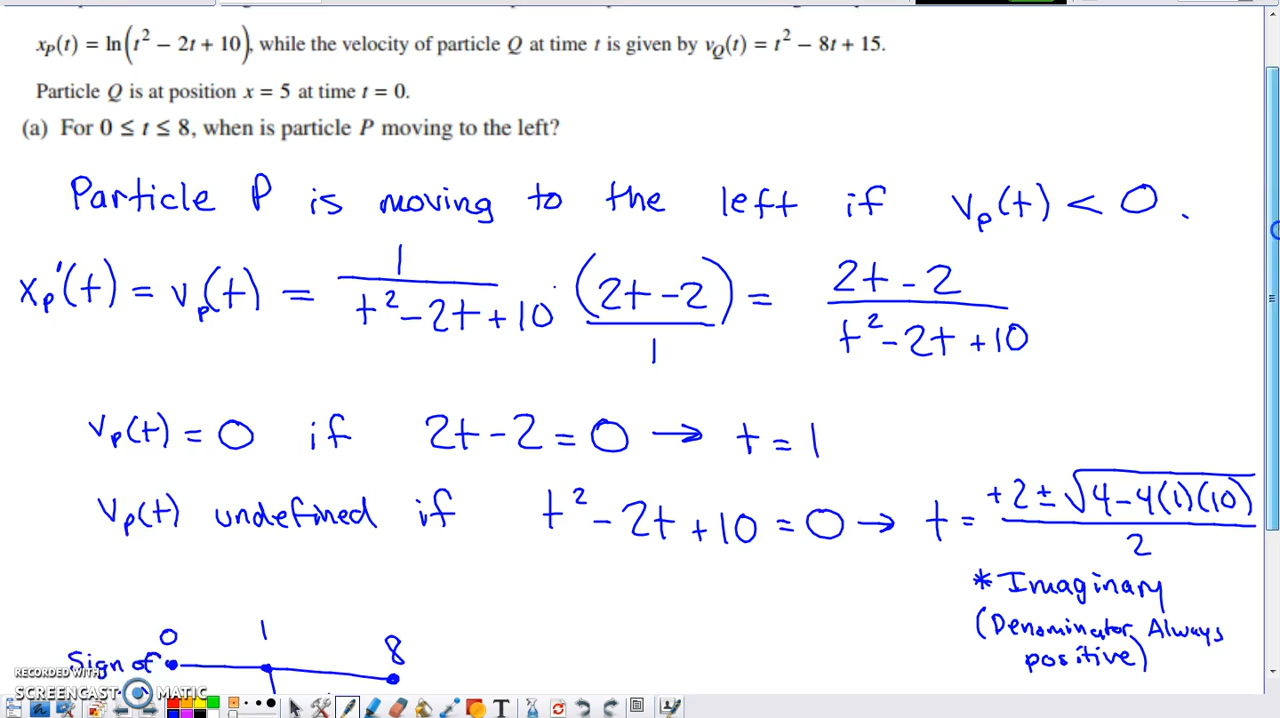 xₚ(t) = ln(t² − 2t + 10), while the velocity of particle Q at time t is given by v_Q(t) = t² − 8t + 15.
Particle Q is at position x = 5 at time t = 0.
(a) For 0 ≤ t ≤ 8, when is particle P moving to the left?
Particle P is moving to the left if vₚ(t) < 0.
xₚ'(t) = vₚ(t) = 1/(t² − 2t + 10) · (2t − 2)/1 = (2t − 2)/(t² − 2t + 10)
vₚ(t) = 0 if 2t − 2 = 0 → t = 1
vₚ(t) undefined if t² − 2t + 10 = 0 → t = (+2 ± √(4 − 4(1)(10)))/2
* Imaginary
(Denominator Always
positive)
0 1 8
Sign of
RECORDED WITH
SCREENCAST MATIC